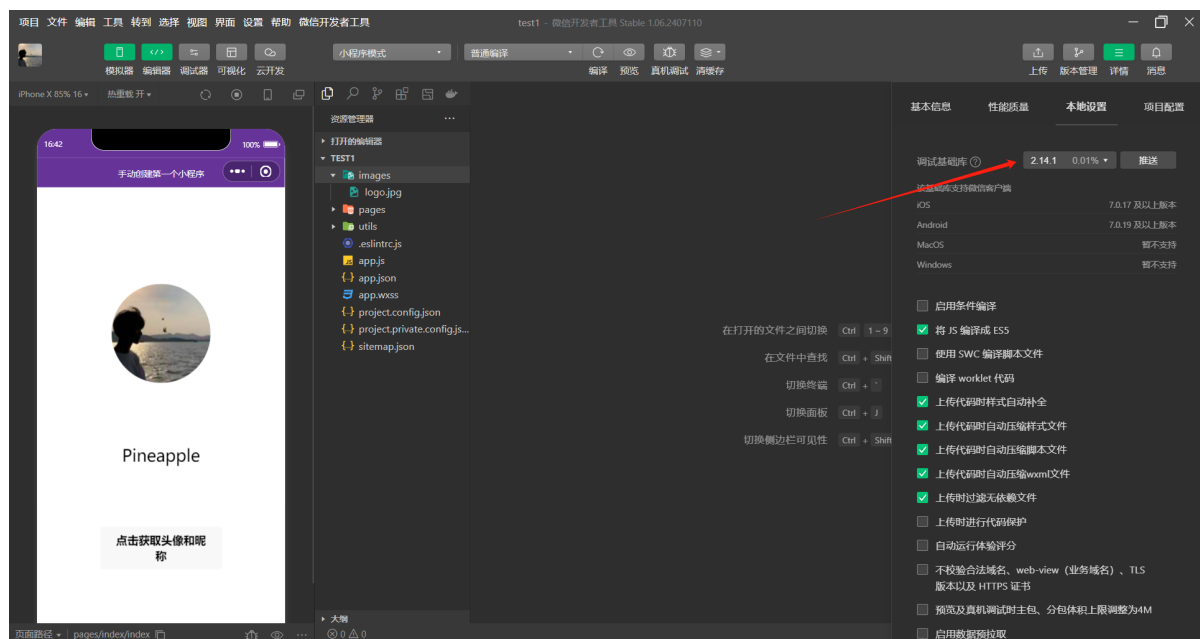 项目 文件 编辑 工具 转到 选择 视图 界面 设置 帮助 微信开发者工具
test1 - 微信开发者工具 Stable 1.06.2407110
小程序模式
普通编译
模拟器 编辑器 调试器 可视化 云开发
编译 预览 真机调试 清缓存
上传 版本管理 详情 消息
iPhone X 85% 16
热重载 开
16:42
100%
手动创建第一个小程序
Pineapple
点击获取头像和昵
称
页面路径
pages/index/index
资源管理器
打开的编辑器
TEST1
images
logo.jpg
pages
utils
.eslintrc.js
app.js
app.json
app.wxss
project.config.json
project.private.config.js...
sitemap.json
大纲
0 0
在打开的文件之间切换 Ctrl 1 ~ 9
在文件中查找 Ctrl + Shift
切换终端 Ctrl + `
切换面板 Ctrl + J
切换侧边栏可见性 Ctrl + Shift
基本信息 性能质量 本地设置 项目配置
调试基础库 ? 2.14.1 0.01% 推送
该基础库支持微信客户端
iOS 7.0.17 及以上版本
Android 7.0.19 及以上版本
MacOS 暂不支持
Windows 暂不支持
启用条件编译
将 JS 编译成 ES5
使用 SWC 编译脚本文件
编译 worklet 代码
上传代码时样式自动补全
上传代码时自动压缩样式文件
上传代码时自动压缩脚本文件
上传代码时自动压缩wxml文件
上传时过滤无依赖文件
上传时进行代码保护
自动运行体验评分
不校验合法域名、web-view（业务域名）、TLS
版本以及 HTTPS 证书
预览及真机调试时主包、分包体积上限调整为4M
启用数据预拉取